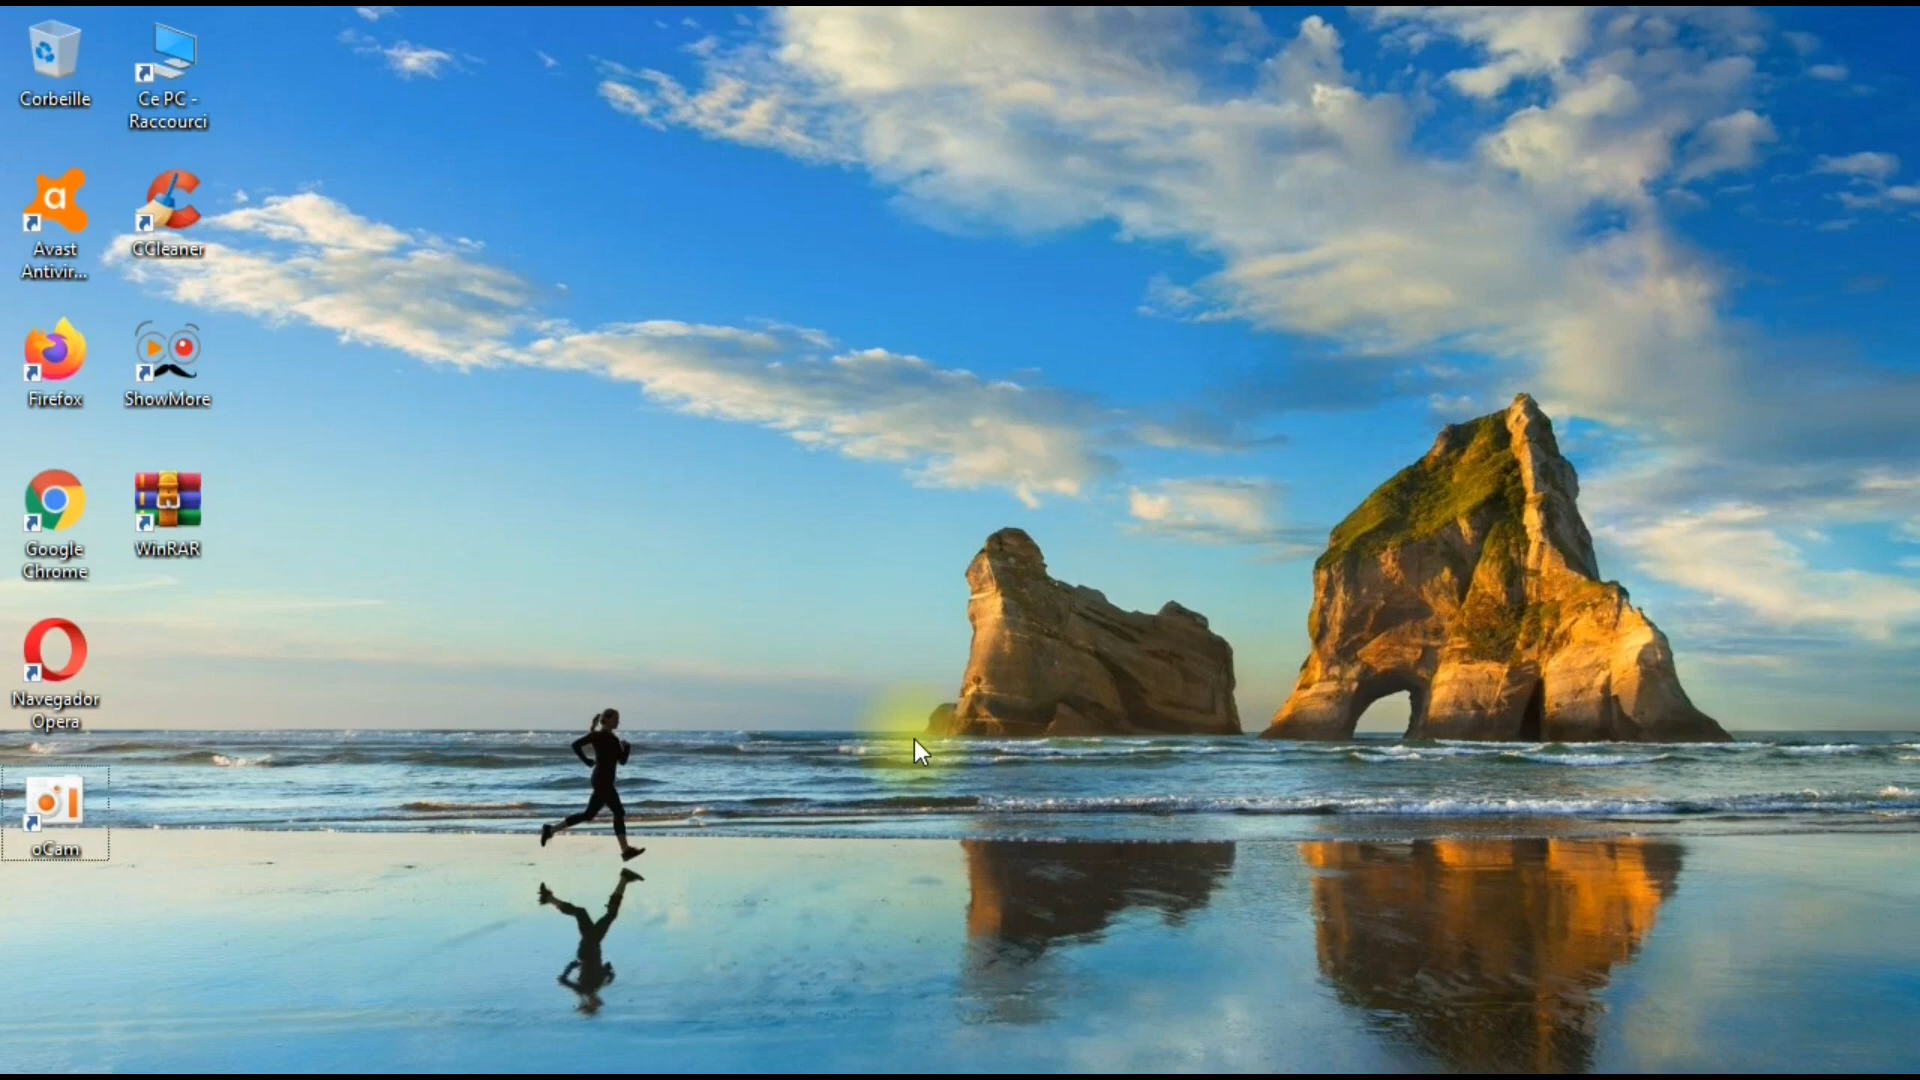 Corbeille
Ce PC -
Raccourci
Avast
Antivir...
CCleaner
Firefox
ShowMore
Google
Chrome
WinRAR
Navegador
Opera
oCam